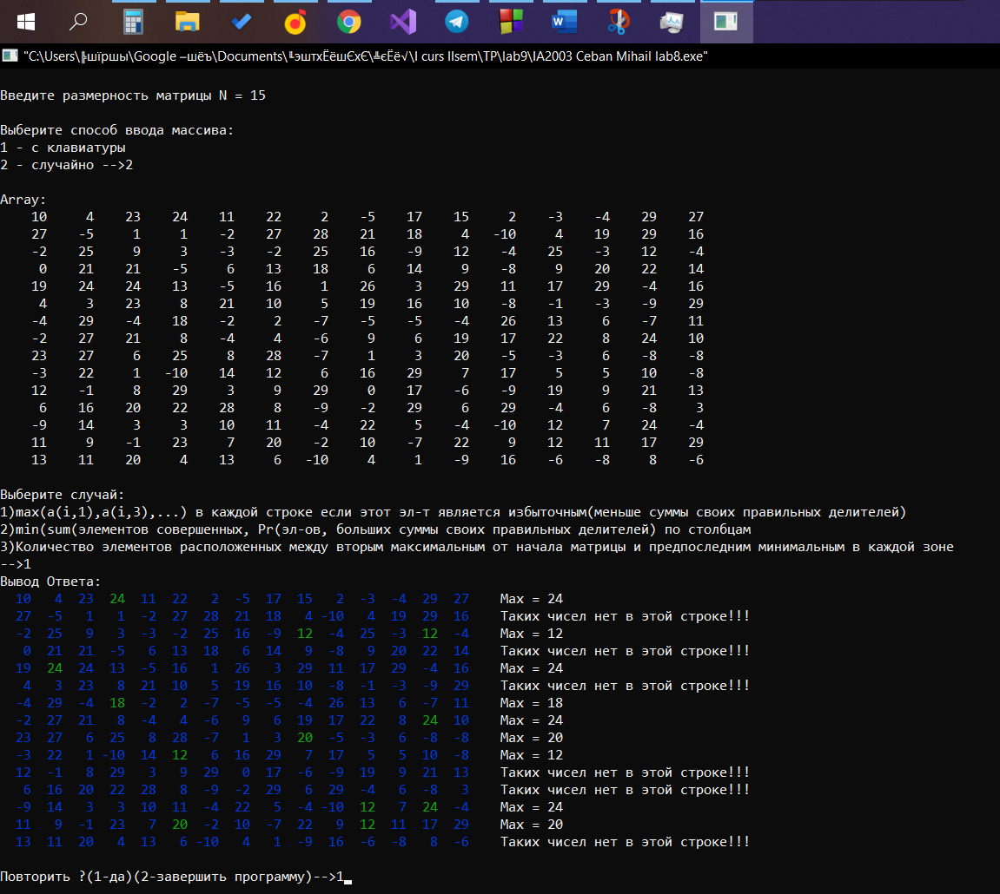 "C:\Users\╠шїршы\Google –шёъ\Documents\╙эштхЁёшЄхЄ\╩єЁё√\I curs IIsem\TP\lab9\IA2003 Ceban Mihail lab8.exe"
Введите размерность матрицы N = 15
Выберите способ ввода массива:
1 - с клавиатуры
2 - случайно -->2
Array:
10 4 23 24 11 22 2 -5 17 15 2 -3 -4 29 27
27 -5 1 1 -2 27 28 21 18 4 -10 4 19 29 16
-2 25 9 3 -3 -2 25 16 -9 12 -4 25 -3 12 -4
0 21 21 -5 6 13 18 6 14 9 -8 9 20 22 14
19 24 24 13 -5 16 1 26 3 29 11 17 29 -4 16
4 3 23 8 21 10 5 19 16 10 -8 -1 -3 -9 29
-4 29 -4 18 -2 2 -7 -5 -5 -4 26 13 6 -7 11
-2 27 21 8 -4 4 -6 9 6 19 17 22 8 24 10
23 27 6 25 8 28 -7 1 3 20 -5 -3 6 -8 -8
-3 22 1 -10 14 12 6 16 29 7 17 5 5 10 -8
12 -1 8 29 3 9 29 0 17 -6 -9 19 9 21 13
6 16 20 22 28 8 -9 -2 29 6 29 -4 6 -8 3
-9 14 3 3 10 11 -4 22 5 -4 -10 12 7 24 -4
11 9 -1 23 7 20 -2 10 -7 22 9 12 11 17 29
13 11 20 4 13 6 -10 4 1 -9 16 -6 -8 8 -6
Выберите случай:
1)max(a(i,1),a(i,3),...) в каждой строке если этот эл-т является избыточным(меньше суммы своих правильных делителей)
2)min(sum(элементов совершенных, Pr(эл-ов, больших суммы своих правильных делителей) по столбцам
3)Количество элементов расположенных между вторым максимальным от начала матрицы и предпоследним минимальным в каждой зоне
-->1
Вывод Ответа:
10 4 23 24 11 22 2 -5 17 15 2 -3 -4 29 27 Max = 24
27 -5 1 1 -2 27 28 21 18 4 -10 4 19 29 16 Таких чисел нет в этой строке!!!
-2 25 9 3 -3 -2 25 16 -9 12 -4 25 -3 12 -4 Max = 12
0 21 21 -5 6 13 18 6 14 9 -8 9 20 22 14 Таких чисел нет в этой строке!!!
19 24 24 13 -5 16 1 26 3 29 11 17 29 -4 16 Max = 24
4 3 23 8 21 10 5 19 16 10 -8 -1 -3 -9 29 Таких чисел нет в этой строке!!!
-4 29 -4 18 -2 2 -7 -5 -5 -4 26 13 6 -7 11 Max = 18
-2 27 21 8 -4 4 -6 9 6 19 17 22 8 24 10 Max = 24
23 27 6 25 8 28 -7 1 3 20 -5 -3 6 -8 -8 Max = 20
-3 22 1 -10 14 12 6 16 29 7 17 5 5 10 -8 Max = 12
12 -1 8 29 3 9 29 0 17 -6 -9 19 9 21 13 Таких чисел нет в этой строке!!!
6 16 20 22 28 8 -9 -2 29 6 29 -4 6 -8 3 Таких чисел нет в этой строке!!!
-9 14 3 3 10 11 -4 22 5 -4 -10 12 7 24 -4 Max = 24
11 9 -1 23 7 20 -2 10 -7 22 9 12 11 17 29 Max = 20
13 11 20 4 13 6 -10 4 1 -9 16 -6 -8 8 -6 Таких чисел нет в этой строке!!!
Повторить ?(1-да)(2-завершить программу)-->1